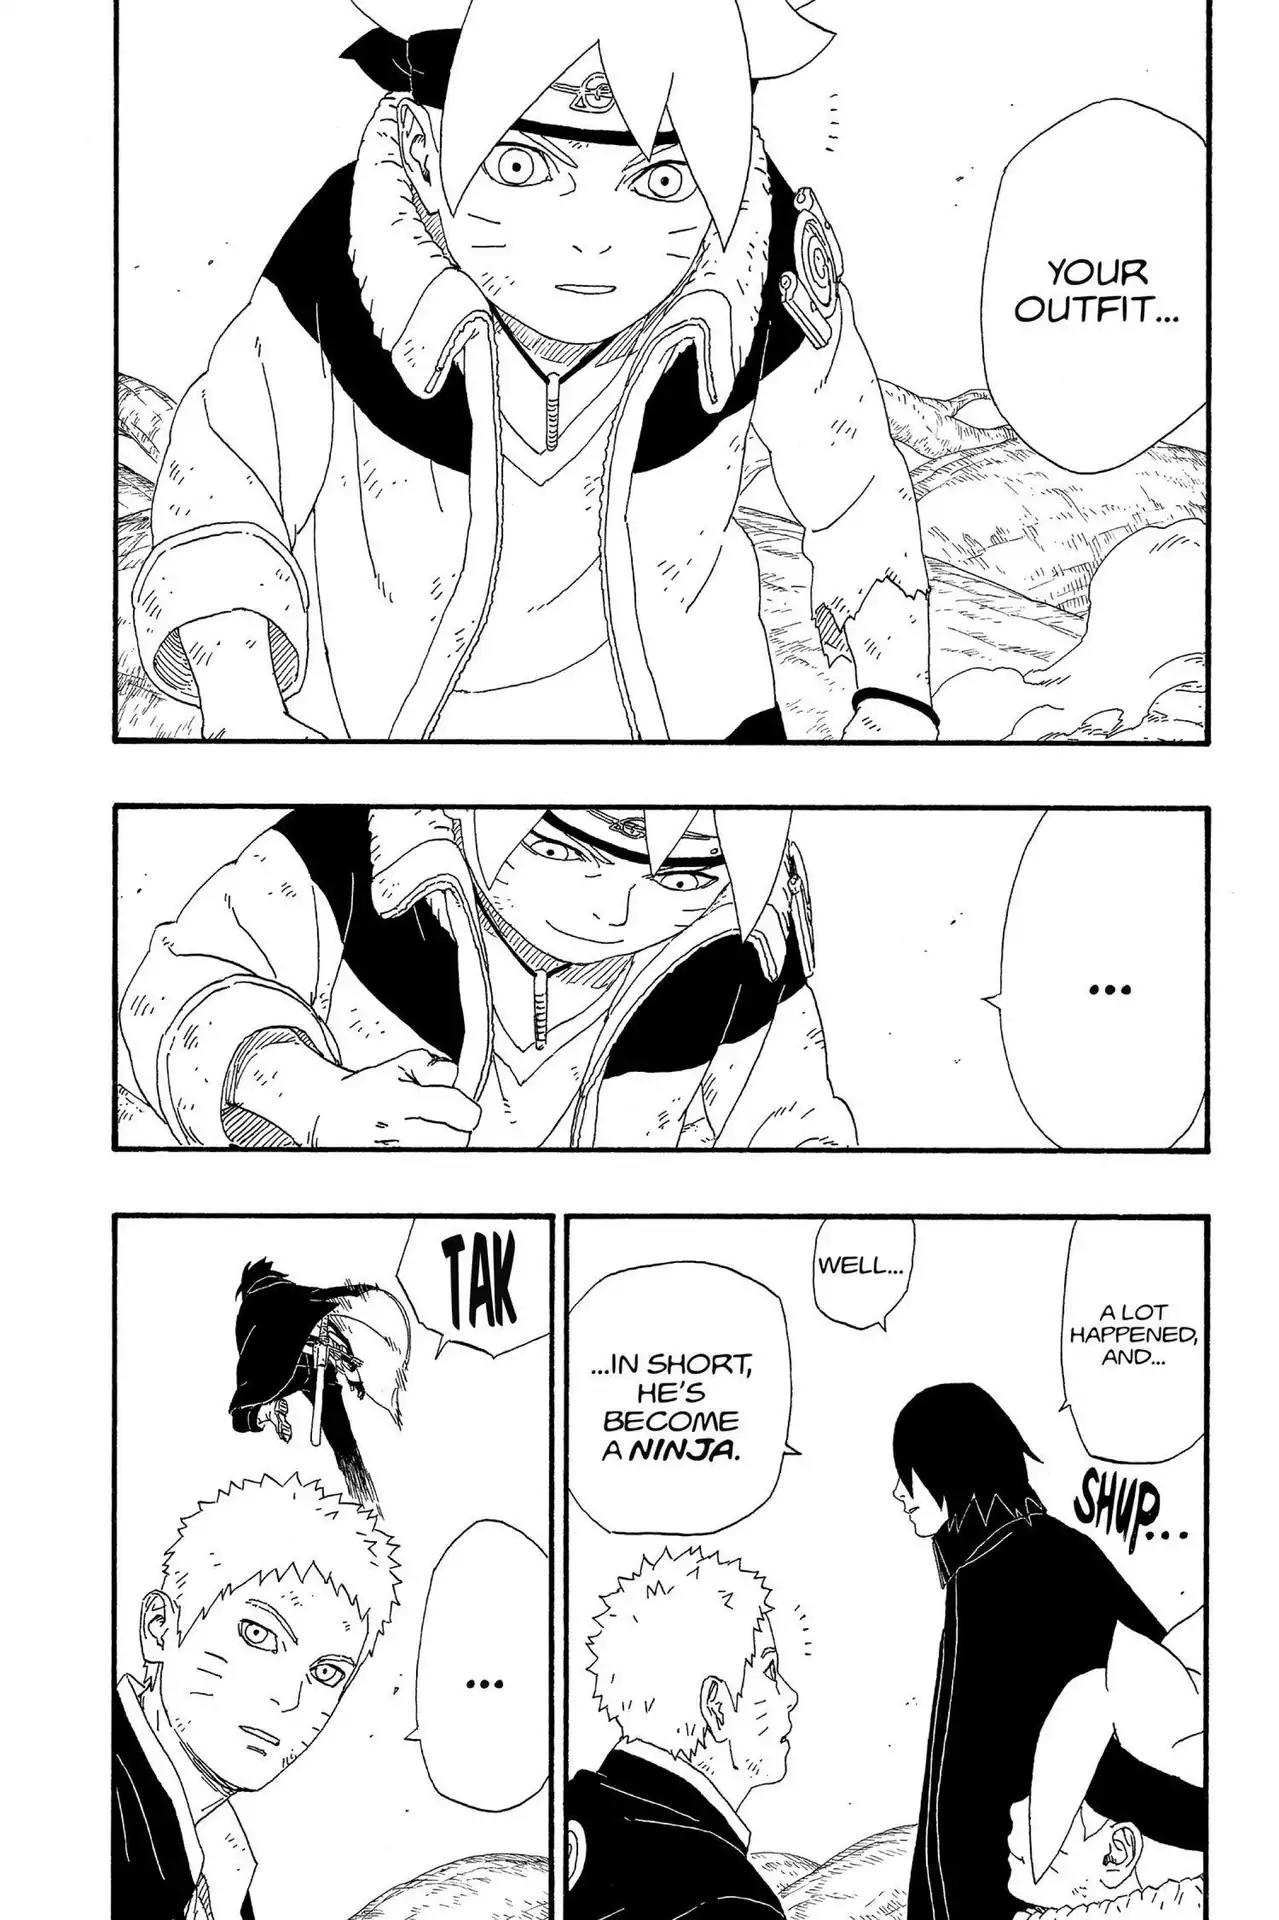 YOUR
OUTFIT...
...
A LOT
HAPPENED,
AND...
SHUP...
WELL...
...IN SHORT,
HE'S
BECOME
A NINJA.
TAK
...